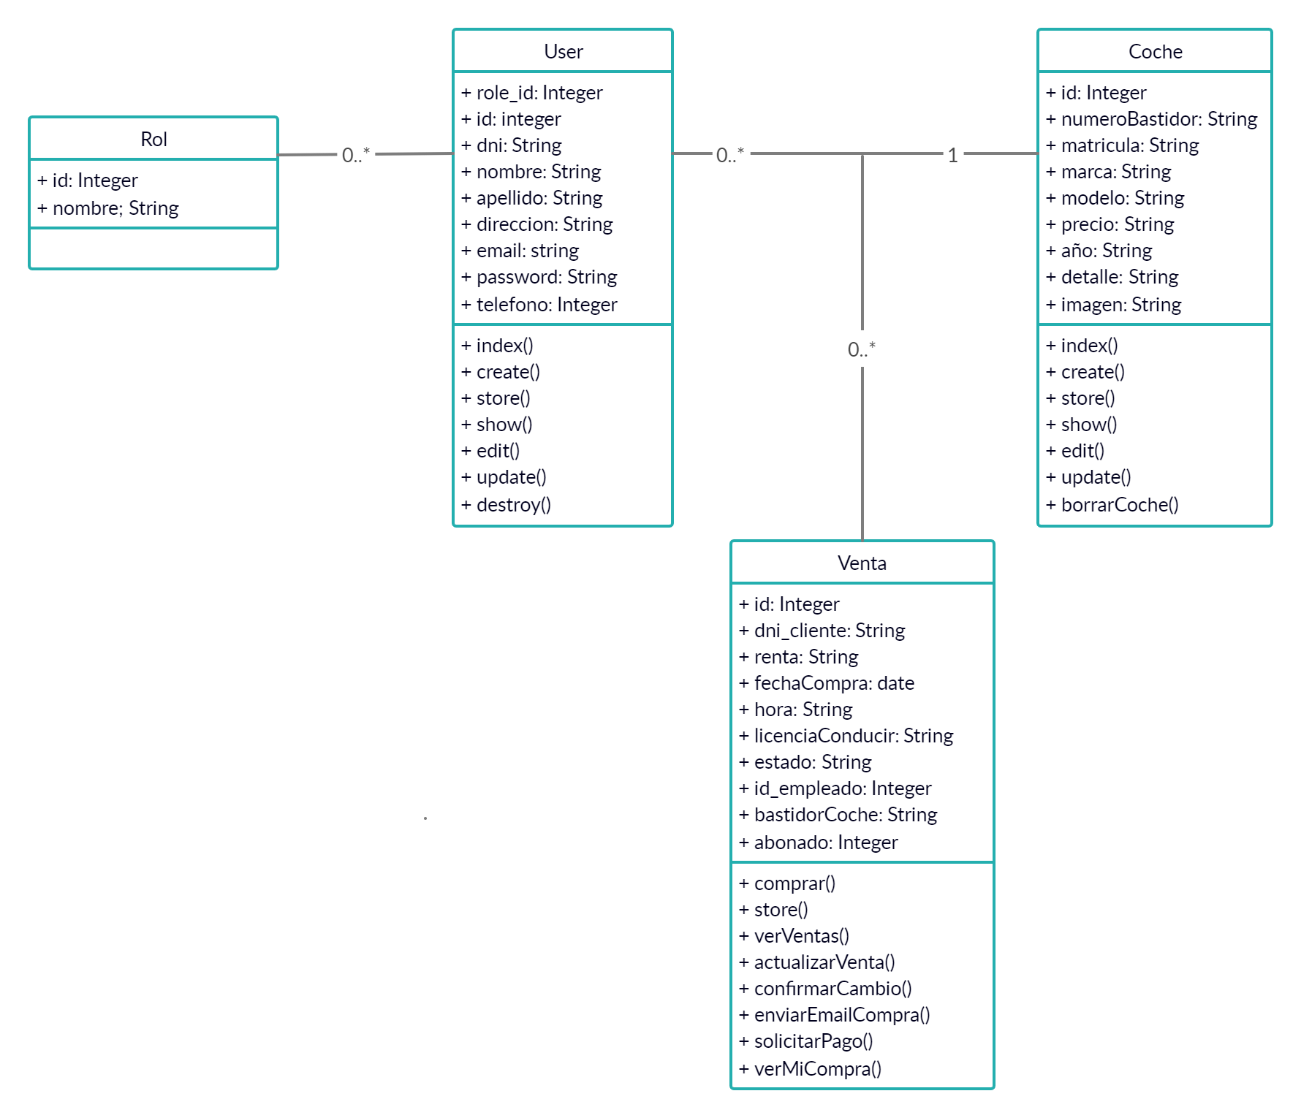 Rol
+ id: Integer
+ nombre; String
0..*
User
+ role_id: Integer
+ id: integer
+ dni: String
+ nombre: String
+ apellido: String
+ direccion: String
+ email: string
+ password: String
+ telefono: Integer
+ index()
+ create()
+ store()
+ show()
+ edit()
+ update()
+ destroy()
0..*
1
0..*
Coche
+ id: Integer
+ numeroBastidor: String
+ matricula: String
+ marca: String
+ modelo: String
+ precio: String
+ año: String
+ detalle: String
+ imagen: String
+ index()
+ create()
+ store()
+ show()
+ edit()
+ update()
+ borrarCoche()
Venta
+ id: Integer
+ dni_cliente: String
+ renta: String
+ fechaCompra: date
+ hora: String
+ licenciaConducir: String
+ estado: String
+ id_empleado: Integer
+ bastidorCoche: String
+ abonado: Integer
+ comprar()
+ store()
+ verVentas()
+ actualizarVenta()
+ confirmarCambio()
+ enviarEmailCompra()
+ solicitarPago()
+ verMiCompra()